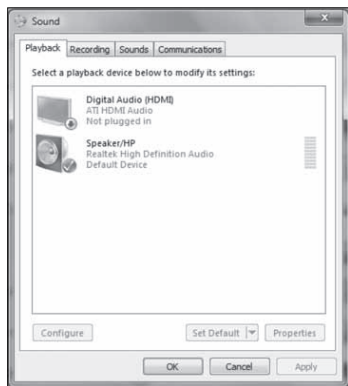 Sound
Playback Recording Sounds Communications
Select a playback device below to modify its settings:
Digital Audio (HDMI)
ATI HDMI Audio
Not plugged in
Speaker/HP
Realtek High Definition Audio
Default Device
Configure Set Default Properties
OK Cancel Apply